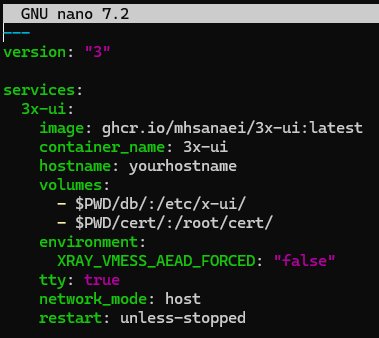 GNU nano 7.2
---
version: "3"

services:
  3x-ui:
    image: ghcr.io/mhsanaei/3x-ui:latest
    container_name: 3x-ui
    hostname: yourhostname
    volumes:
      - $PWD/db/:/etc/x-ui/
      - $PWD/cert/:/root/cert/
    environment:
      XRAY_VMESS_AEAD_FORCED: "false"
    tty: true
    network_mode: host
    restart: unless-stopped